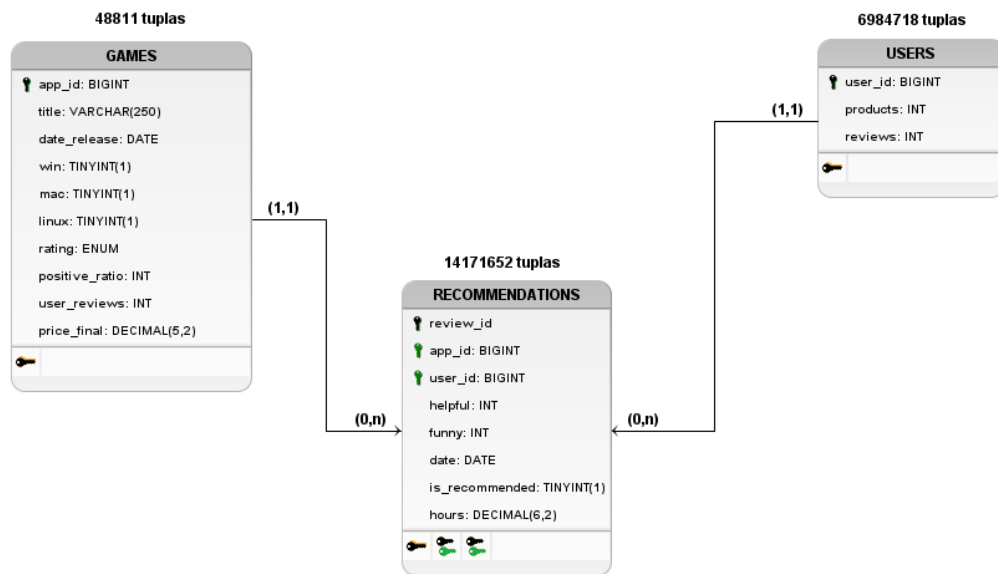 48811 tuplas
GAMES
app_id: BIGINT
title: VARCHAR(250)
date_release: DATE
win: TINYINT(1)
mac: TINYINT(1)
linux: TINYINT(1)
rating: ENUM
positive_ratio: INT
user_reviews: INT
price_final: DECIMAL(5,2)
6984718 tuplas
USERS
user_id: BIGINT
products: INT
reviews: INT
(1,1)
(1,1)
14171652 tuplas
RECOMMENDATIONS
review_id
app_id: BIGINT
user_id: BIGINT
helpful: INT
funny: INT
date: DATE
is_recommended: TINYINT(1)
hours: DECIMAL(6,2)
(0,n)
(0,n)